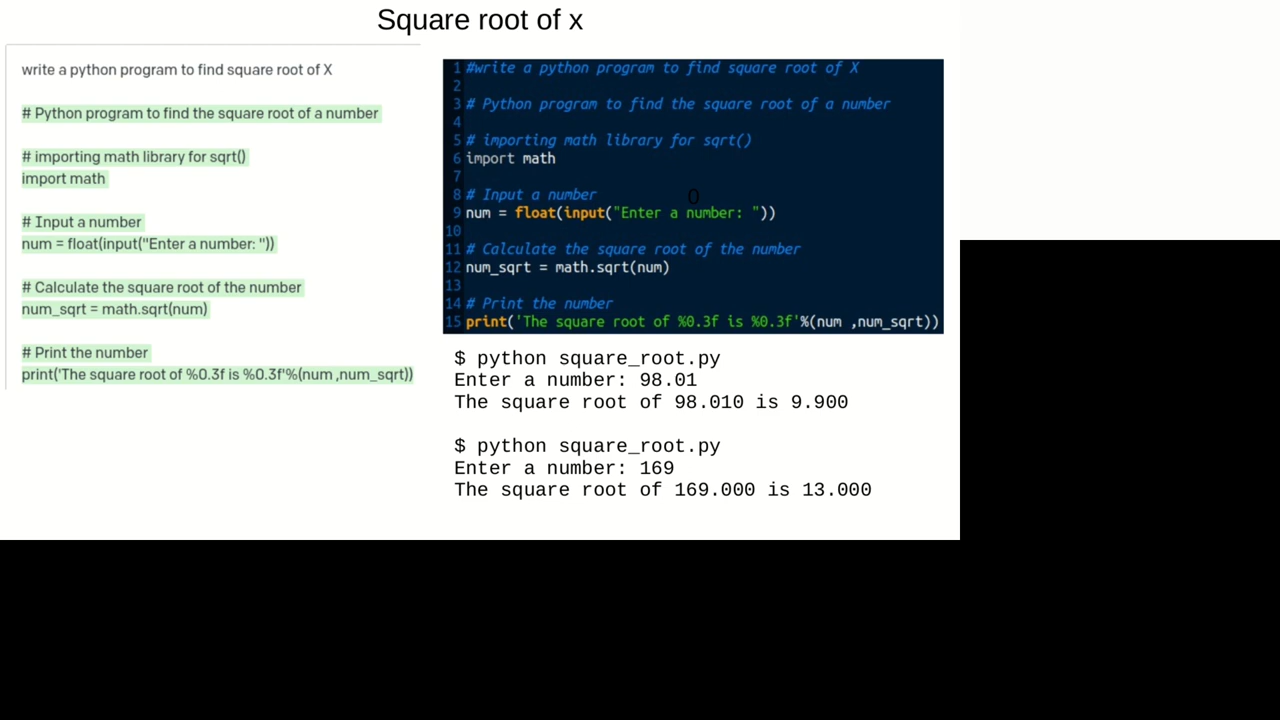 Square root of x
write a python program to find square root of X
# Python program to find the square root of a number
# importing math library for sqrt()
import math
# Input a number
num = float(input("Enter a number: "))
# Calculate the square root of the number
num_sqrt = math.sqrt(num)
# Print the number
print('The square root of %0.3f is %0.3f'%(num ,num_sqrt))
1 #write a python program to find square root of X
2
3 # Python program to find the square root of a number
4
5 # importing math library for sqrt()
6 import math
7
8 # Input a number
0
9 num = float(input("Enter a number: "))
10
11 # Calculate the square root of the number
12 num_sqrt = math.sqrt(num)
13
14 # Print the number
15 print('The square root of %0.3f is %0.3f'%(num ,num_sqrt))
$ python square_root.py
Enter a number: 98.01
The square root of 98.010 is 9.900
$ python square_root.py
Enter a number: 169
The square root of 169.000 is 13.000